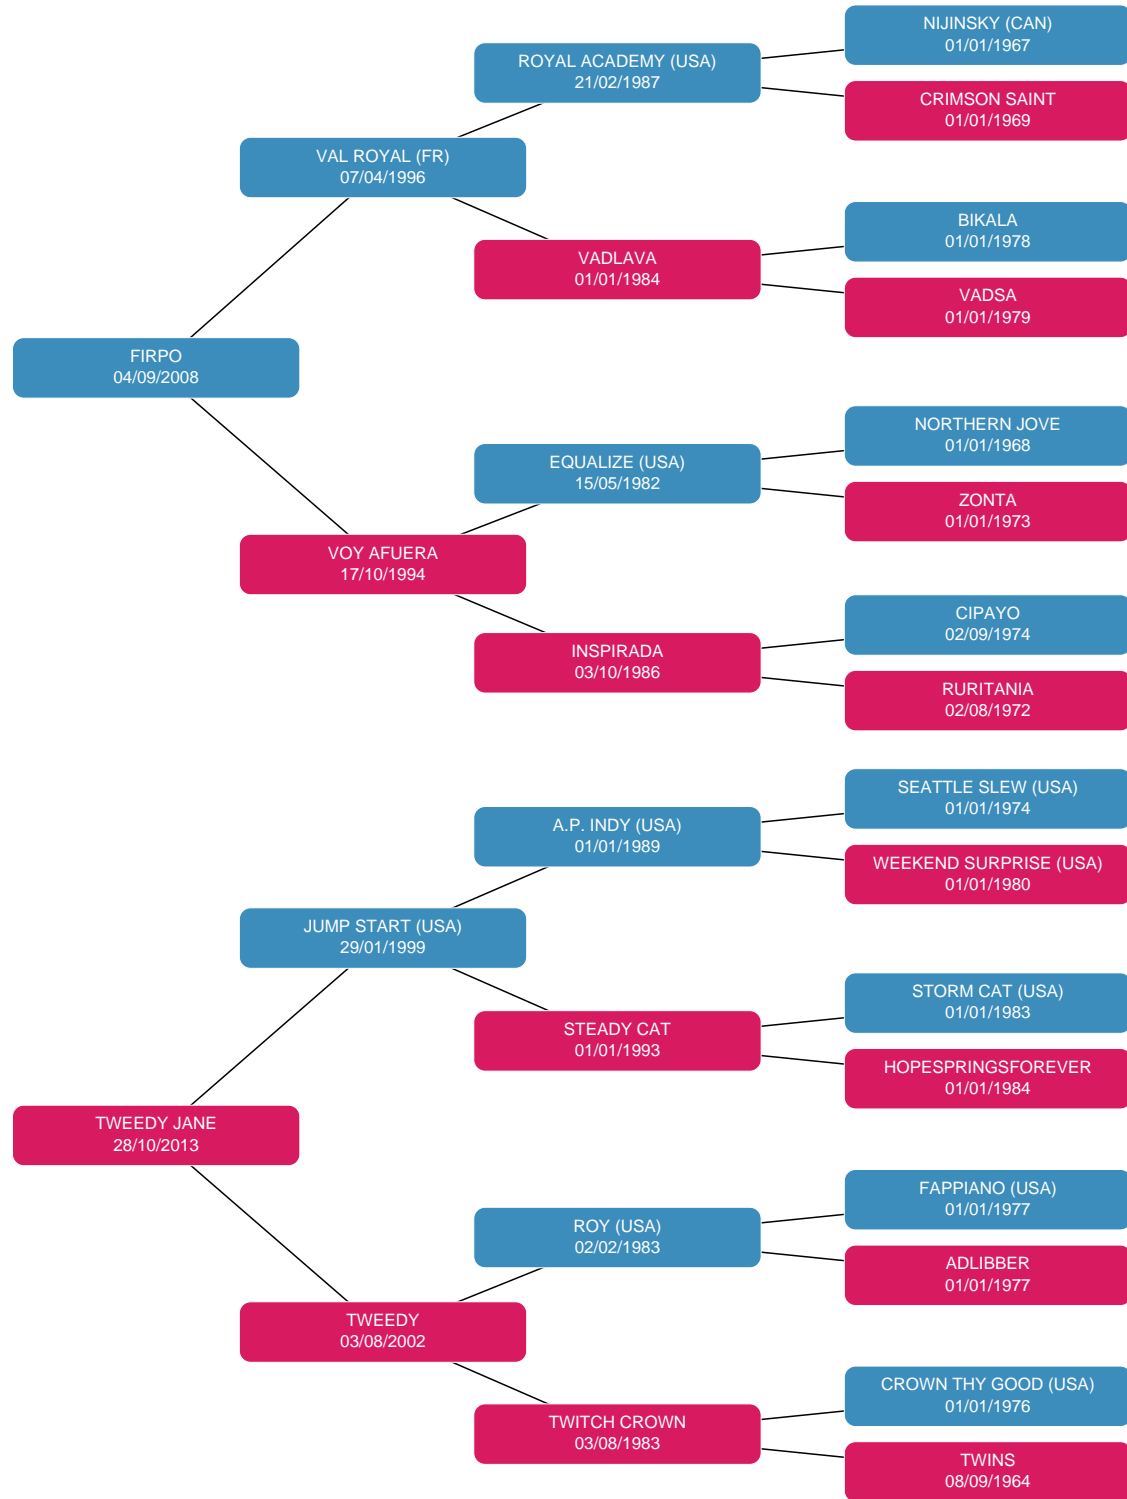 NIJINSKY (CAN)
01/01/1967
ROYAL ACADEMY (USA)
21/02/1987
CRIMSON SAINT
01/01/1969
VAL ROYAL (FR)
07/04/1996
BIKALA
01/01/1978
VADLAVA
01/01/1984
VADSA
01/01/1979
FIRPO
04/09/2008
NORTHERN JOVE
01/01/1968
EQUALIZE (USA)
15/05/1982
ZONTA
01/01/1973
VOY AFUERA
17/10/1994
CIPAYO
02/09/1974
INSPIRADA
03/10/1986
RURITANIA
02/08/1972
SEATTLE SLEW (USA)
01/01/1974
A.P. INDY (USA)
01/01/1989
WEEKEND SURPRISE (USA)
01/01/1980
JUMP START (USA)
29/01/1999
STORM CAT (USA)
01/01/1983
STEADY CAT
01/01/1993
HOPESPRINGSFOREVER
01/01/1984
TWEEDY JANE
28/10/2013
FAPPIANO (USA)
01/01/1977
ROY (USA)
02/02/1983
ADLIBBER
01/01/1977
TWEEDY
03/08/2002
CROWN THY GOOD (USA)
01/01/1976
TWITCH CROWN
03/08/1983
TWINS
08/09/1964